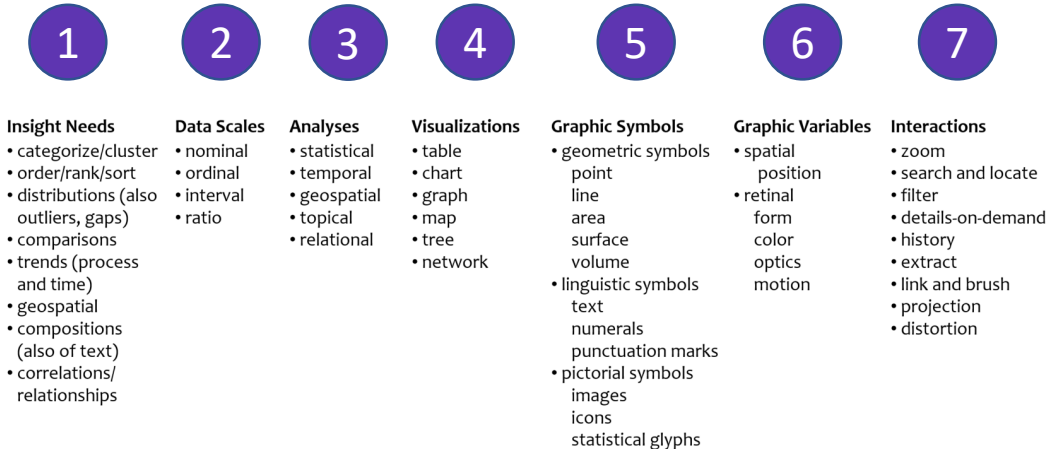 1
2
3
4
5
6
7
Insight Needs
• categorize/cluster
• order/rank/sort
• distributions (also
outliers, gaps)
• comparisons
• trends (process
and time)
• geospatial
• compositions
(also of text)
• correlations/
relationships
Data Scales
• nominal
• ordinal
• interval
• ratio
Analyses
• statistical
• temporal
• geospatial
• topical
• relational
Visualizations
• table
• chart
• graph
• map
• tree
• network
Graphic Symbols
• geometric symbols
point
line
area
surface
volume
• linguistic symbols
text
numerals
punctuation marks
• pictorial symbols
images
icons
statistical glyphs
Graphic Variables
• spatial
position
• retinal
form
color
optics
motion
Interactions
• zoom
• search and locate
• filter
• details-on-demand
• history
• extract
• link and brush
• projection
• distortion